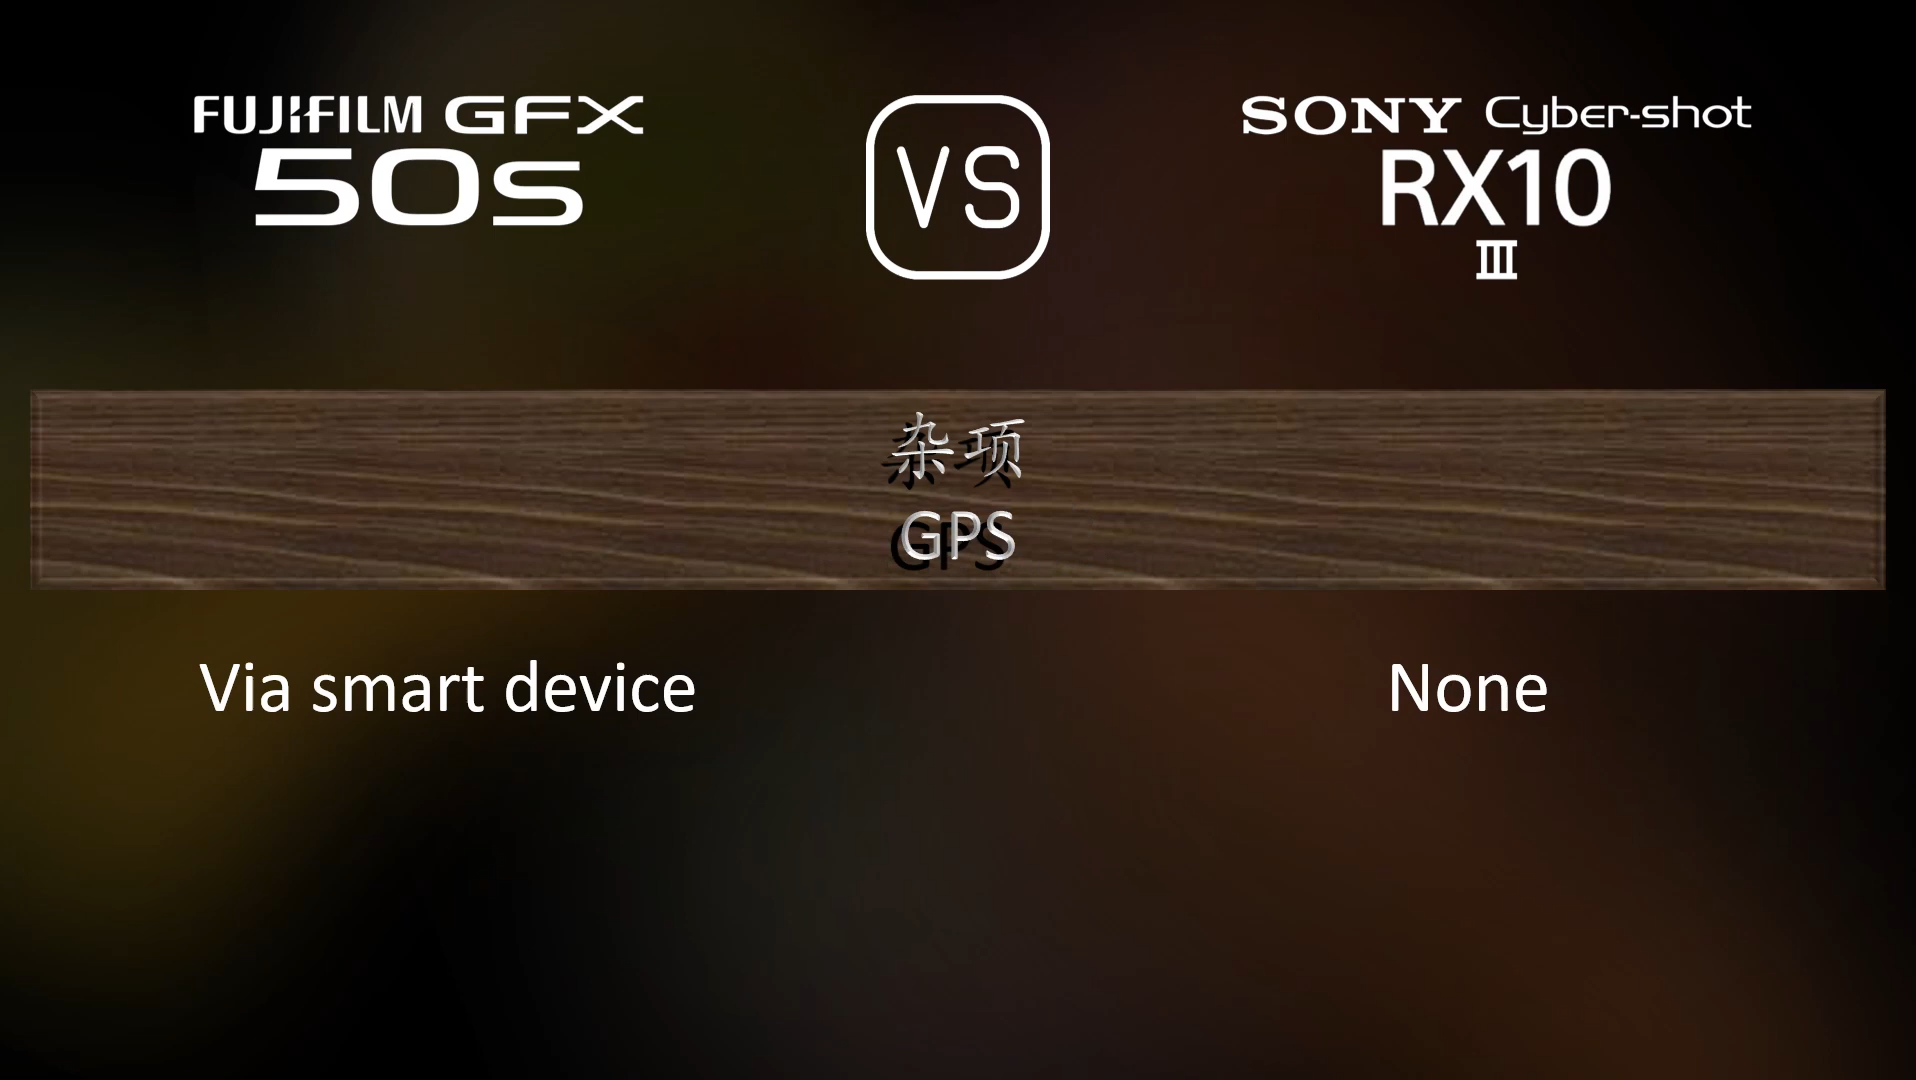 FUJIFILM GFX
50S
VS
SONY Cyber-shot
RX10
III
杂项
GPS
Via smart device
None